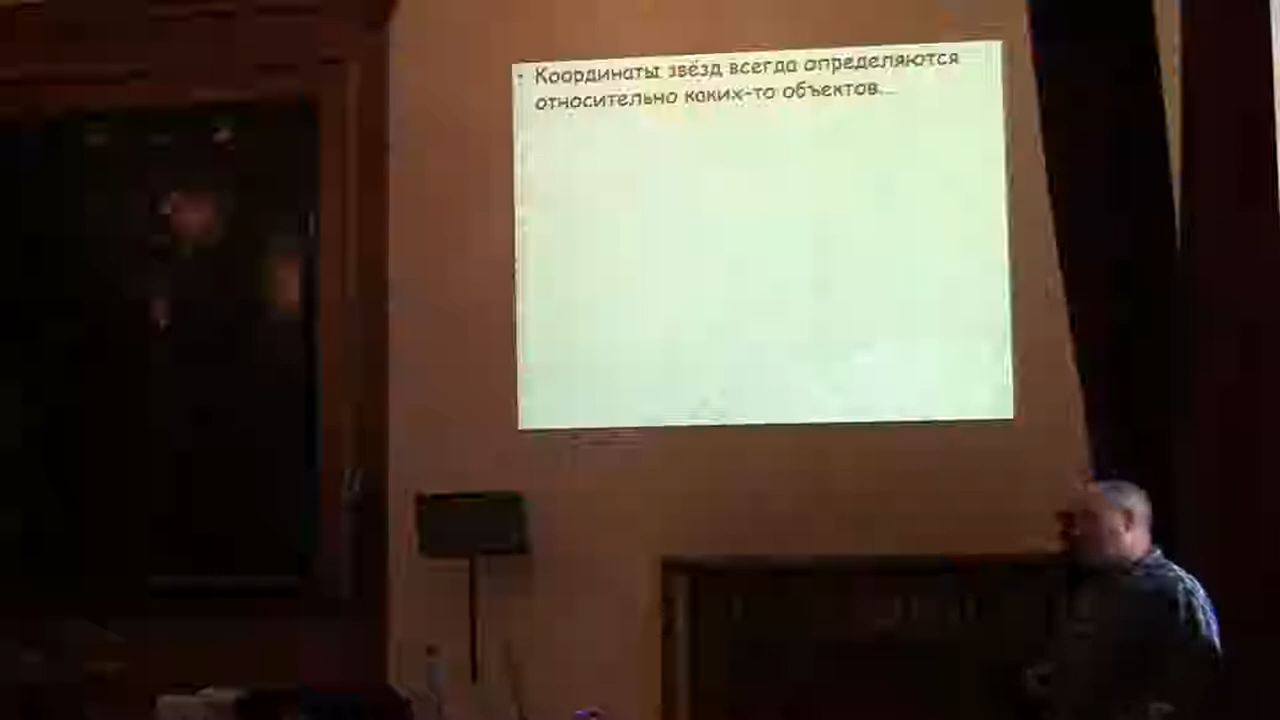 • Координаты звёзд всегда определяются
относительно каких-то объектов...